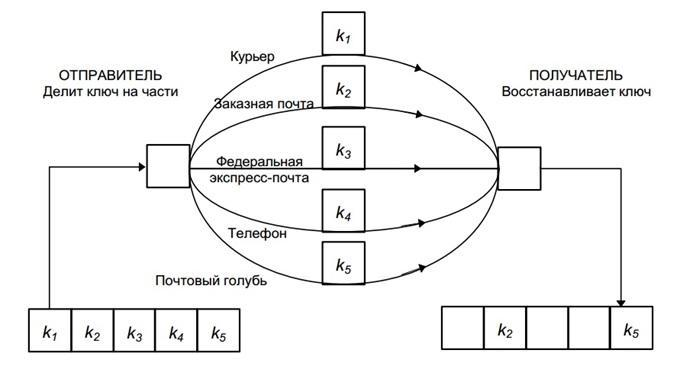 k1
Курьер
ОТПРАВИТЕЛЬ
Делит ключ на части
ПОЛУЧАТЕЛЬ
Восстанавливает ключ
k2
Заказная почта
k3
Федеральная
экспресс-почта
k4
Телефон
k5
Почтовый голубь
k1 k2 k3 k4 k5
k2 k5